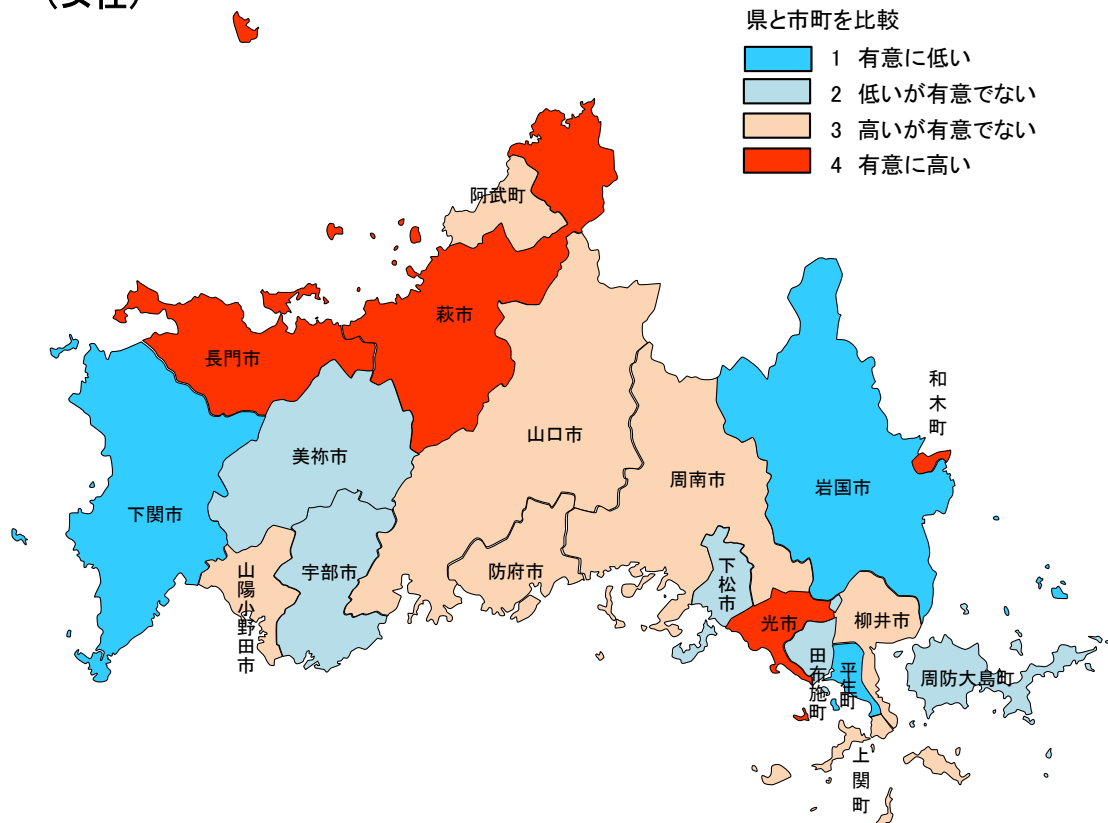 （女性）
県と市町を比較
1 有意に低い
2 低いが有意でない
3 高いが有意でない
4 有意に高い
阿武町
萩市
長門市
和木町
山口市
美祢市
周南市
岩国市
下関市
宇部市
防府市
下松市
山陽小野田市
光市
柳井市
田布施町
平生町
周防大島町
上関町